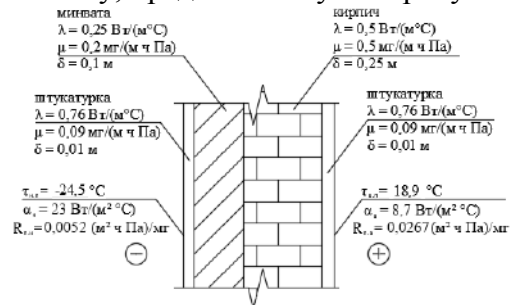 минвата
λ = 0,25 Вт/(м°С)
μ = 0,2 мг/(м ч Па)
δ = 0,1 м
кирпич
λ = 0,5 Вт/(м°С)
μ = 0,5 мг/(м ч Па)
δ = 0,25 м
штукатурка
λ = 0,76 Вт/(м°С)
μ = 0,09 мг/(м ч Па)
δ = 0,01 м
штукатурка
λ = 0,76 Вт/(м°С)
μ = 0,09 мг/(м ч Па)
δ = 0,01 м
= -24,5 °С
= 23 Вт/(м² °С)
=0,0052 (м² ч Па)/мг
−
= 18,9 °С
= 8,7 Вт/(м² °С)
=0,0267(м² ч Па)/мг
+